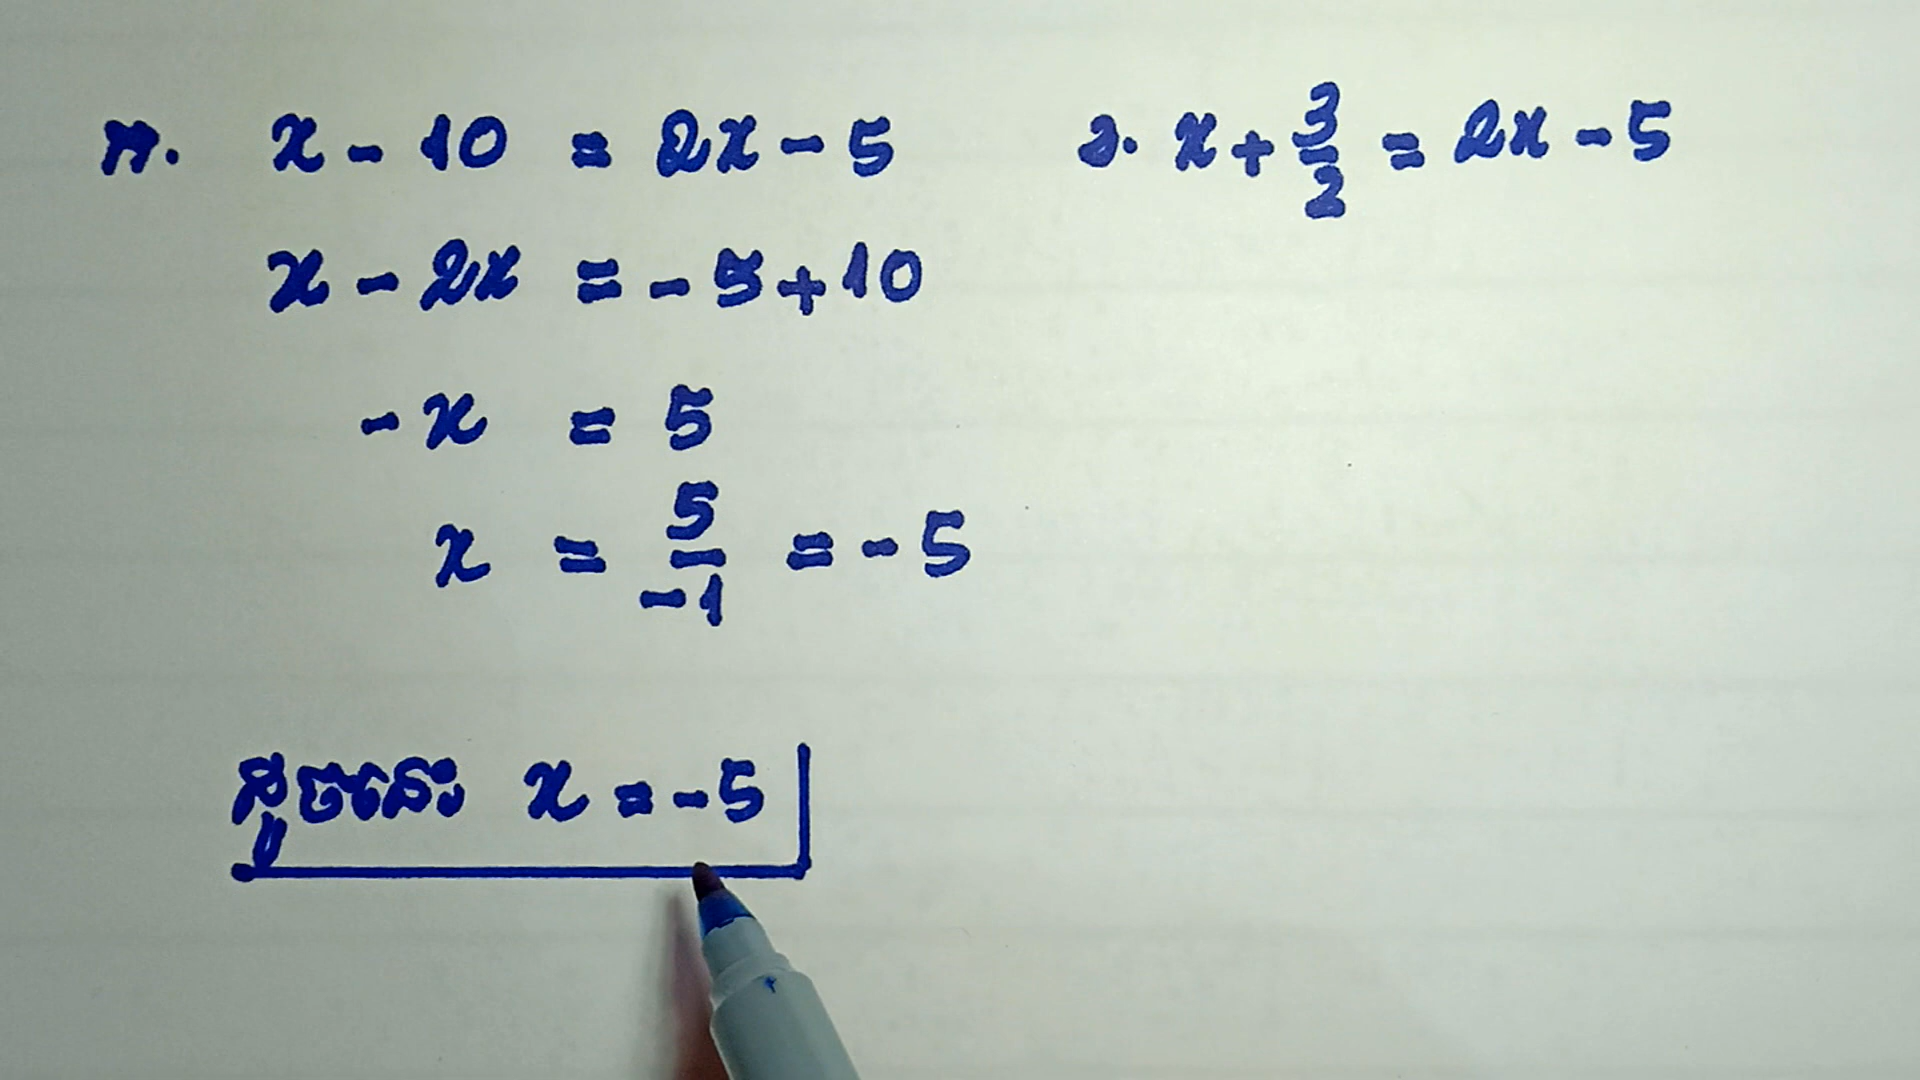 ក. x - 10 = 2x - 5
x - 2x = - 5 + 10
- x = 5
x = 5/-1 = - 5
ដូចនេះ x = - 5
ខ. x + 3/2 = 2x - 5